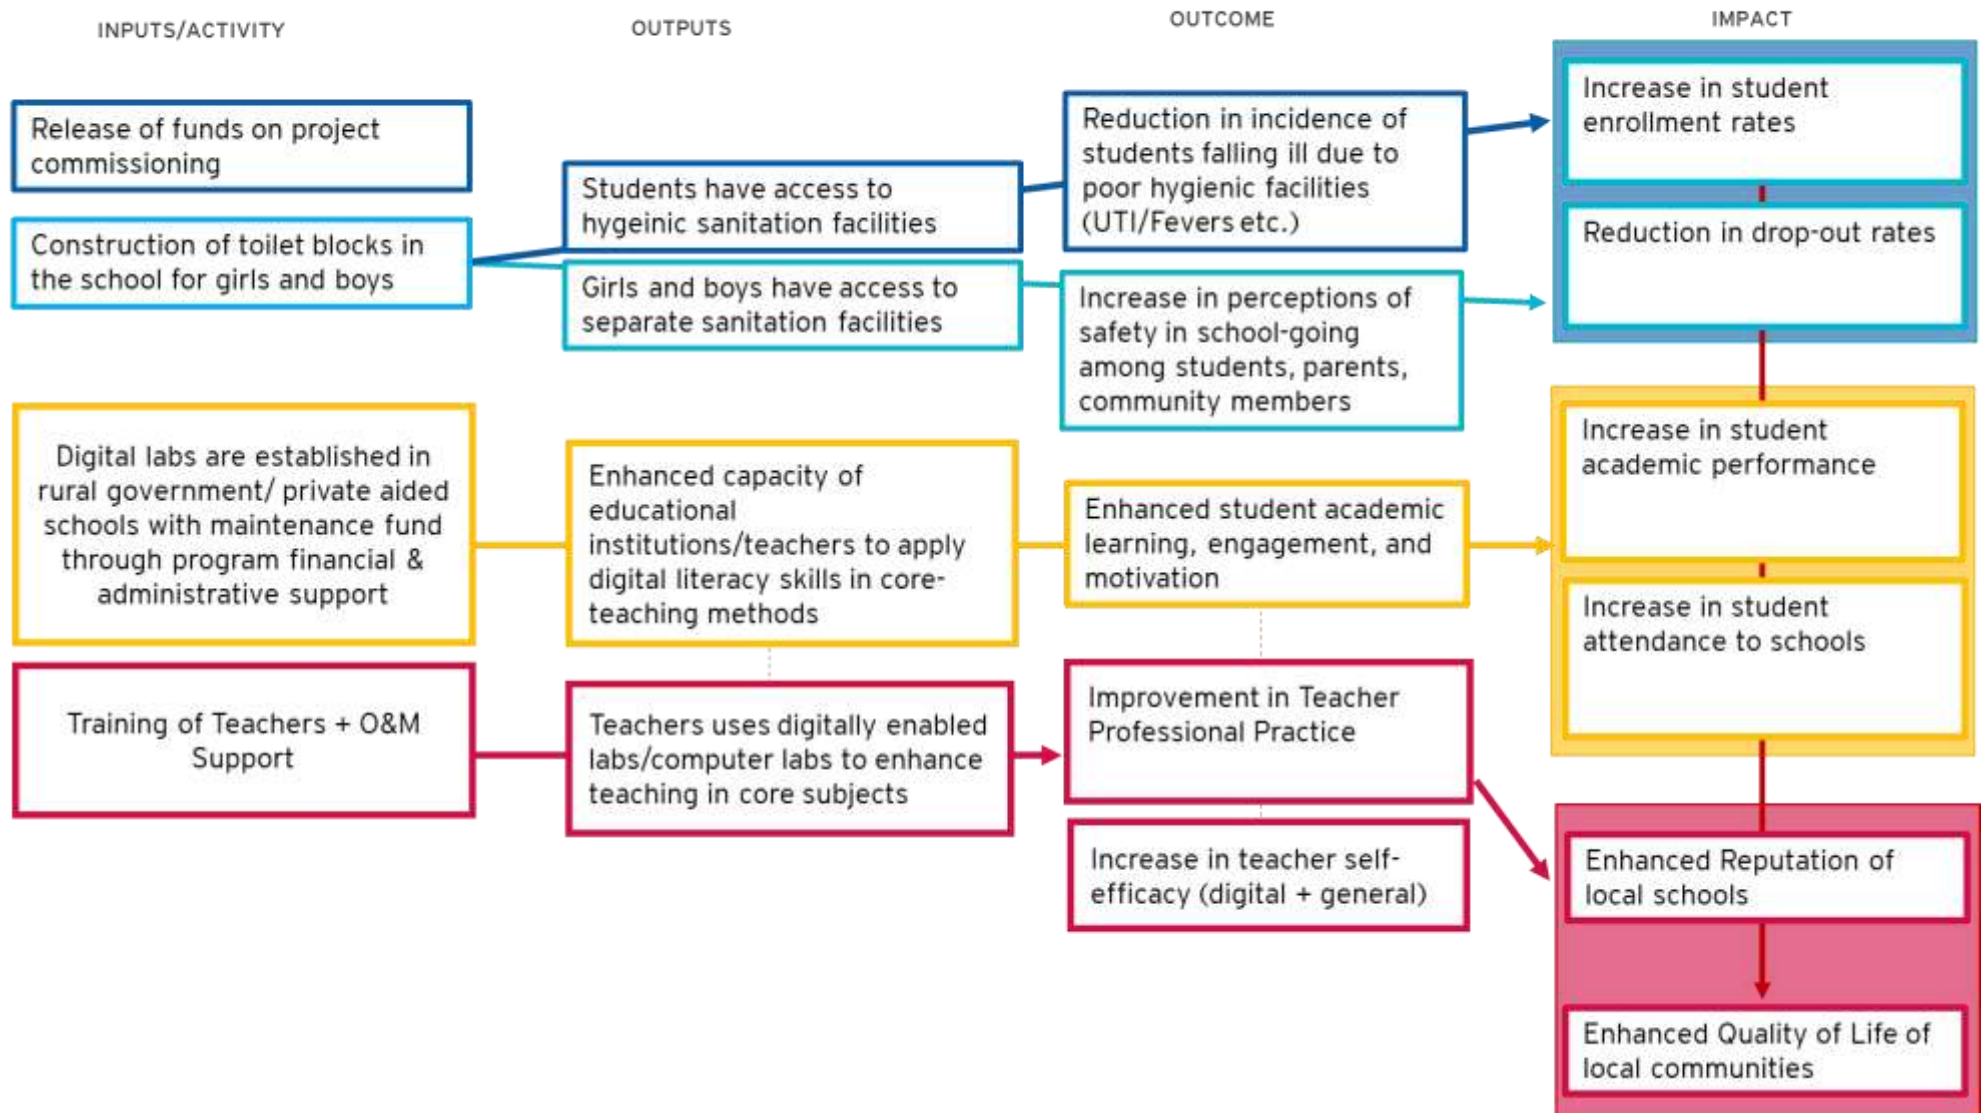 INPUTS/ACTIVITY
OUTPUTS
OUTCOME
IMPACT
Release of funds on project
commissioning
Construction of toilet blocks in
the school for girls and boys
Digital labs are established in
rural government/ private aided
schools with maintenance fund
through program financial &
administrative support
Training of Teachers + O&M
Support
Students have access to
hygeinic sanitation facilities
Girls and boys have access to
separate sanitation facilities
Enhanced capacity of
educational
institutions/teachers to apply
digital literacy skills in core-
teaching methods
Teachers uses digitally enabled
labs/computer labs to enhance
teaching in core subjects
Reduction in incidence of
students falling ill due to
poor hygienic facilities
(UTI/Fevers etc.)
Increase in perceptions of
safety in school-going
among students, parents,
community members
Enhanced student academic
learning, engagement, and
motivation
Improvement in Teacher
Professional Practice
Increase in teacher self-
efficacy (digital + general)
Increase in student
enrollment rates
Reduction in drop-out rates
Increase in student
academic performance
Increase in student
attendance to schools
Enhanced Reputation of
local schools
Enhanced Quality of Life of
local communities